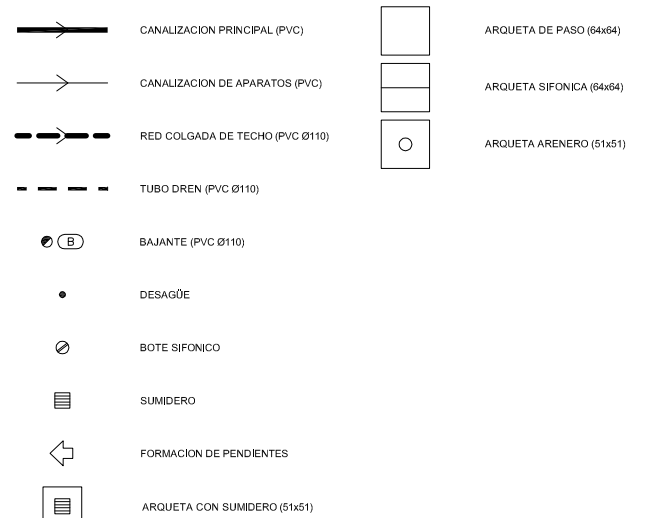 CANALIZACION PRINCIPAL (PVC)
CANALIZACION DE APARATOS (PVC)
RED COLGADA DE TECHO (PVC Ø110)
TUBO DREN (PVC Ø110)
B
BAJANTE (PVC Ø110)
DESAGÜE
BOTE SIFONICO
SUMIDERO
FORMACION DE PENDIENTES
ARQUETA CON SUMIDERO (51x51)
ARQUETA DE PASO (64x64)
ARQUETA SIFONICA (64x64)
ARQUETA ARENERO (51x51)